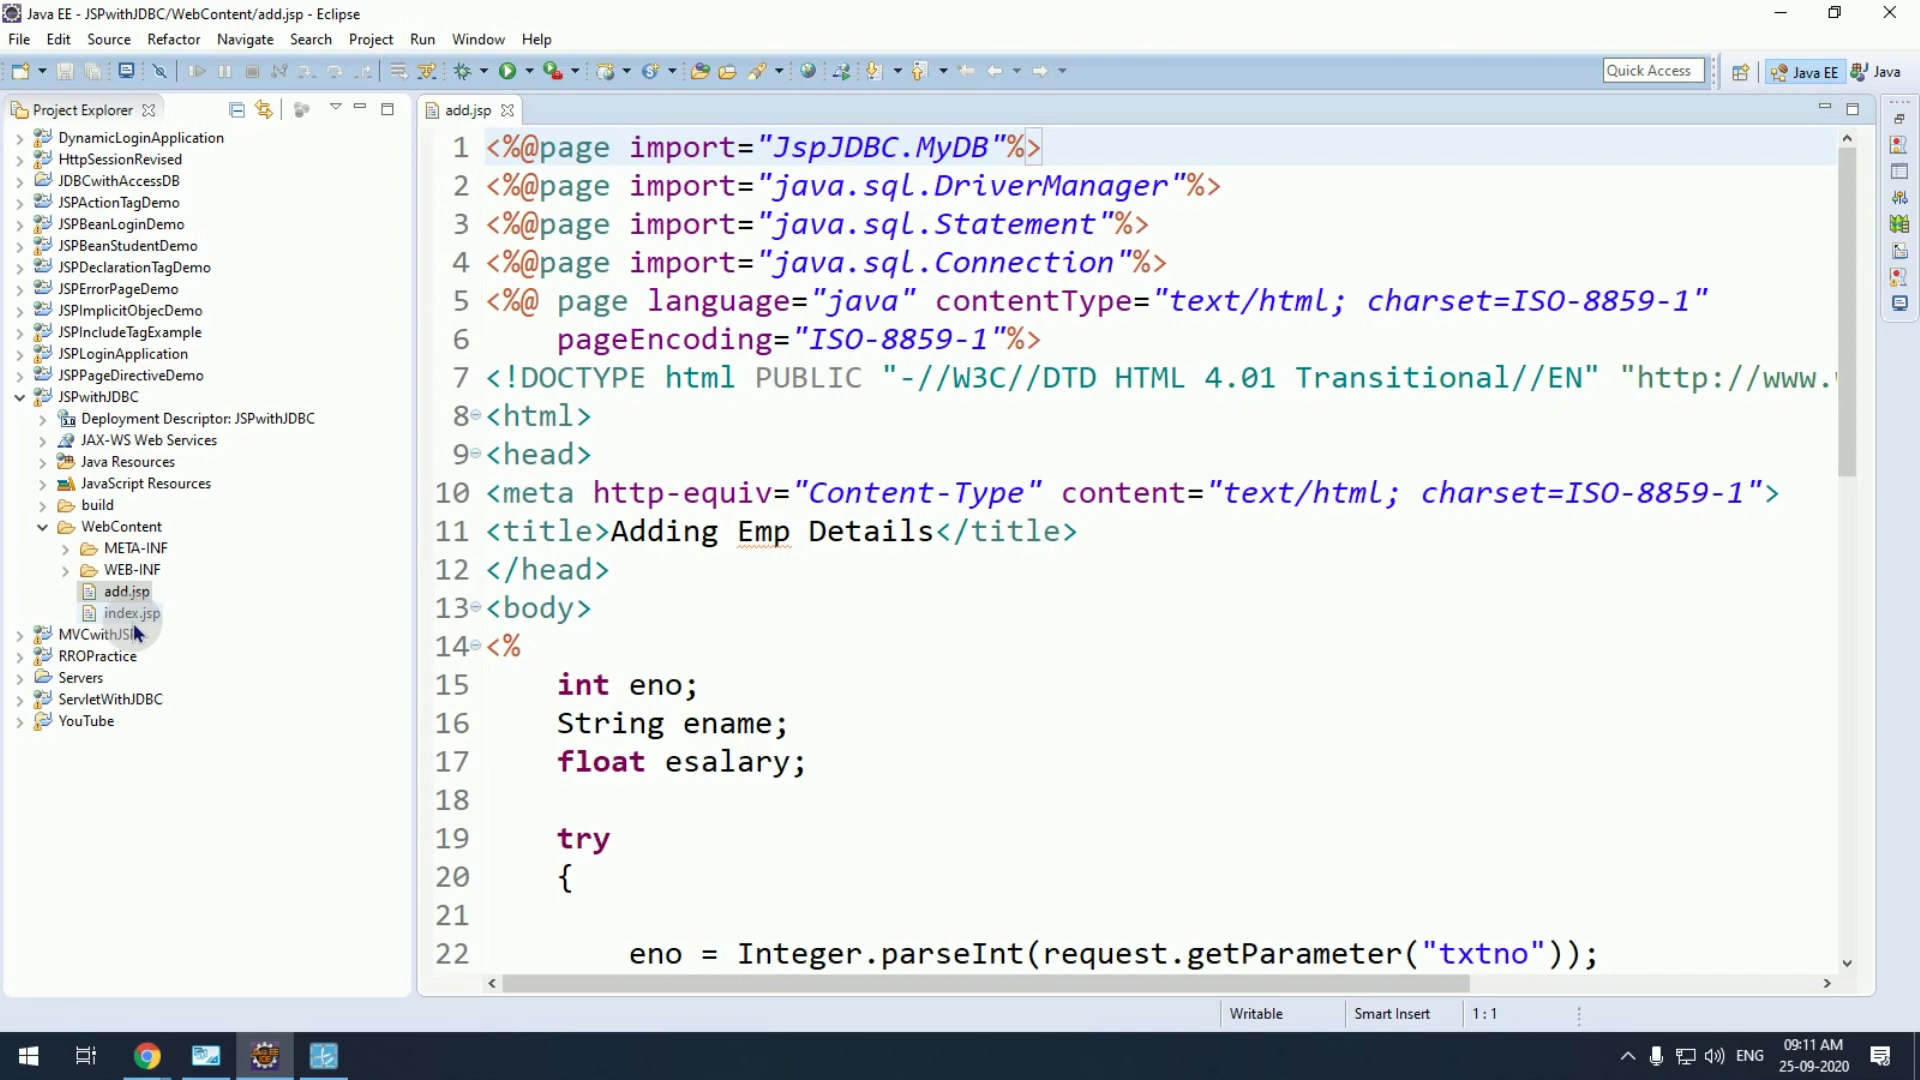 Java EE - JSPwithJDBC/WebContent/add.jsp - Eclipse
File Edit Source Refactor Navigate Search Project Run Window Help
Quick Access
Java EE
Java
Project Explorer
DynamicLoginApplication
HttpSessionRevised
JDBCwithAccessDB
JSPActionTagDemo
JSPBeanLoginDemo
JSPBeanStudentDemo
JSPDeclarationTagDemo
JSPErrorPageDemo
JSPImplicitObjecDemo
JSPIncludeTagExample
JSPLoginApplication
JSPPageDirectiveDemo
JSPwithJDBC
Deployment Descriptor: JSPwithJDBC
JAX-WS Web Services
Java Resources
JavaScript Resources
build
WebContent
META-INF
WEB-INF
add.jsp
index.jsp
RROPractice
Servers
ServletWithJDBC
YouTube
add.jsp
1 <%@page import="JspJDBC.MyDB"%>
2 <%@page import="java.sql.DriverManager"%>
3 <%@page import="java.sql.Statement"%>
4 <%@page import="java.sql.Connection"%>
5 <%@ page language="java" contentType="text/html; charset=ISO-8859-1"
6 pageEncoding="ISO-8859-1"%>
7 <!DOCTYPE html PUBLIC "-//W3C//DTD HTML 4.01 Transitional//EN" "http://www.
8 <html>
9 <head>
10 <meta http-equiv="Content-Type" content="text/html; charset=ISO-8859-1">
11 <title>Adding Emp Details</title>
12 </head>
13 <body>
14 <%
15 int eno;
16 String ename;
17 float esalary;
18
19 try
20 {
21
22 eno = Integer.parseInt(request.getParameter("txtno"));
Writable
Smart Insert
1 : 1
ENG
09:11 AM
25-09-2020